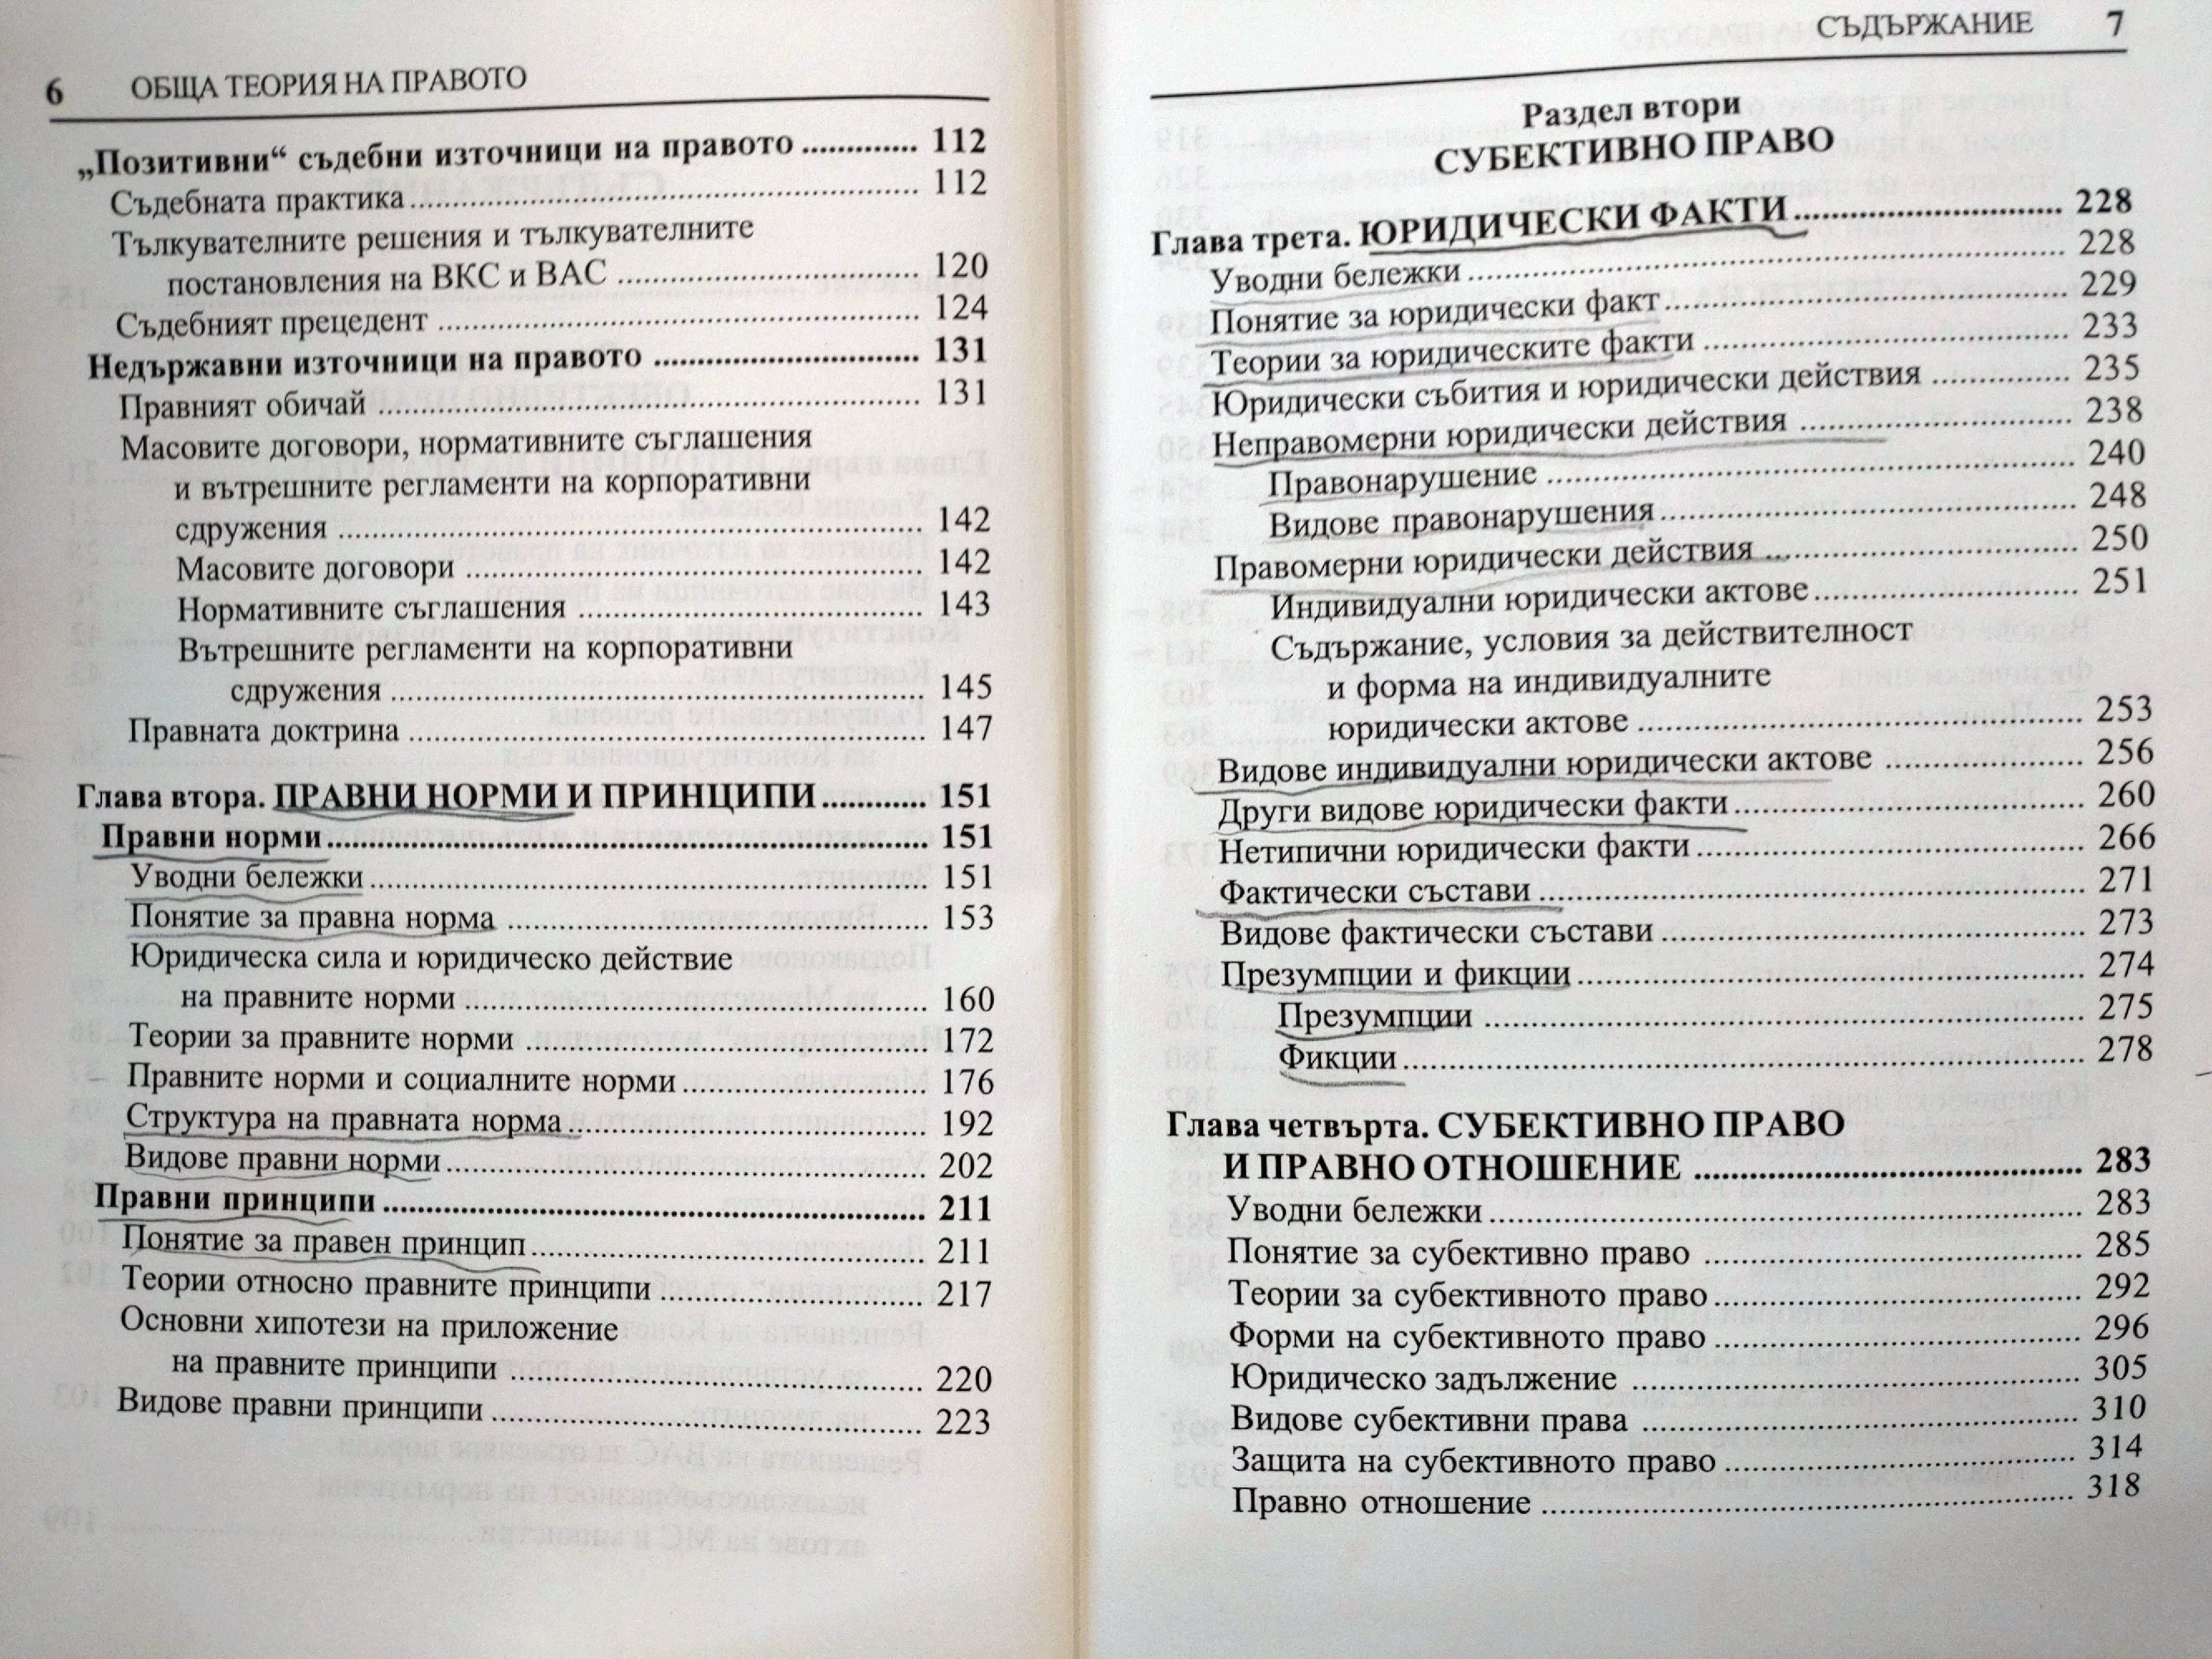 6 ОБЩА ТЕОРИЯ НА ПРАВОТО
„Позитивни“ съдебни източници на правото ............. 112
Съдебната практика ............. 112
Тълкувателните решения и тълкувателните
постановления на ВКС и ВАС ............. 120
Съдебният прецедент ............. 124
Недържавни източници на правото ............. 131
Правният обичай ............. 131
Масовите договори, нормативните съглашения
и вътрешните регламенти на корпоративни
сдружения ............. 142
Масовите договори ............. 142
Нормативните съглашения ............. 143
Вътрешните регламенти на корпоративни
сдружения ............. 145
Правната доктрина ............. 147
Глава втора. ПРАВНИ НОРМИ И ПРИНЦИПИ ............. 151
Правни норми ............. 151
Уводни бележки ............. 151
Понятие за правна норма ............. 153
Юридическа сила и юридическо действие
на правните норми ............. 160
Теории за правните норми ............. 172
Правните норми и социалните норми ............. 176
Структура на правната норма ............. 192
Видове правни норми ............. 202
Правни принципи ............. 211
Понятие за правен принцип ............. 211
Теории относно правните принципи ............. 217
Основни хипотези на приложение
на правните принципи ............. 220
Видове правни принципи ............. 223
СЪДЪРЖАНИЕ 7
Раздел втори
СУБЕКТИВНО ПРАВО
Глава трета. ЮРИДИЧЕСКИ ФАКТИ ............. 228
Уводни бележки ............. 228
Понятие за юридически факт ............. 229
Теории за юридическите факти ............. 233
Юридически събития и юридически действия ............. 235
Неправомерни юридически действия ............. 238
Правонарушение ............. 240
Видове правонарушения ............. 248
Правомерни юридически действия ............. 250
Индивидуални юридически актове ............. 251
Съдържание, условия за действителност
и форма на индивидуалните
юридически актове ............. 253
Видове индивидуални юридически актове ............. 256
Други видове юридически факти ............. 260
Нетипични юридически факти ............. 266
Фактически състави ............. 271
Видове фактически състави ............. 273
Презумпции и фикции ............. 274
Презумпции ............. 275
Фикции ............. 278
Глава четвърта. СУБЕКТИВНО ПРАВО
И ПРАВНО ОТНОШЕНИЕ ............. 283
Уводни бележки ............. 283
Понятие за субективно право ............. 285
Теории за субективното право ............. 292
Форми на субективното право ............. 296
Юридическо задължение ............. 305
Видове субективни права ............. 310
Защита на субективното право ............. 314
Правно отношение ............. 318